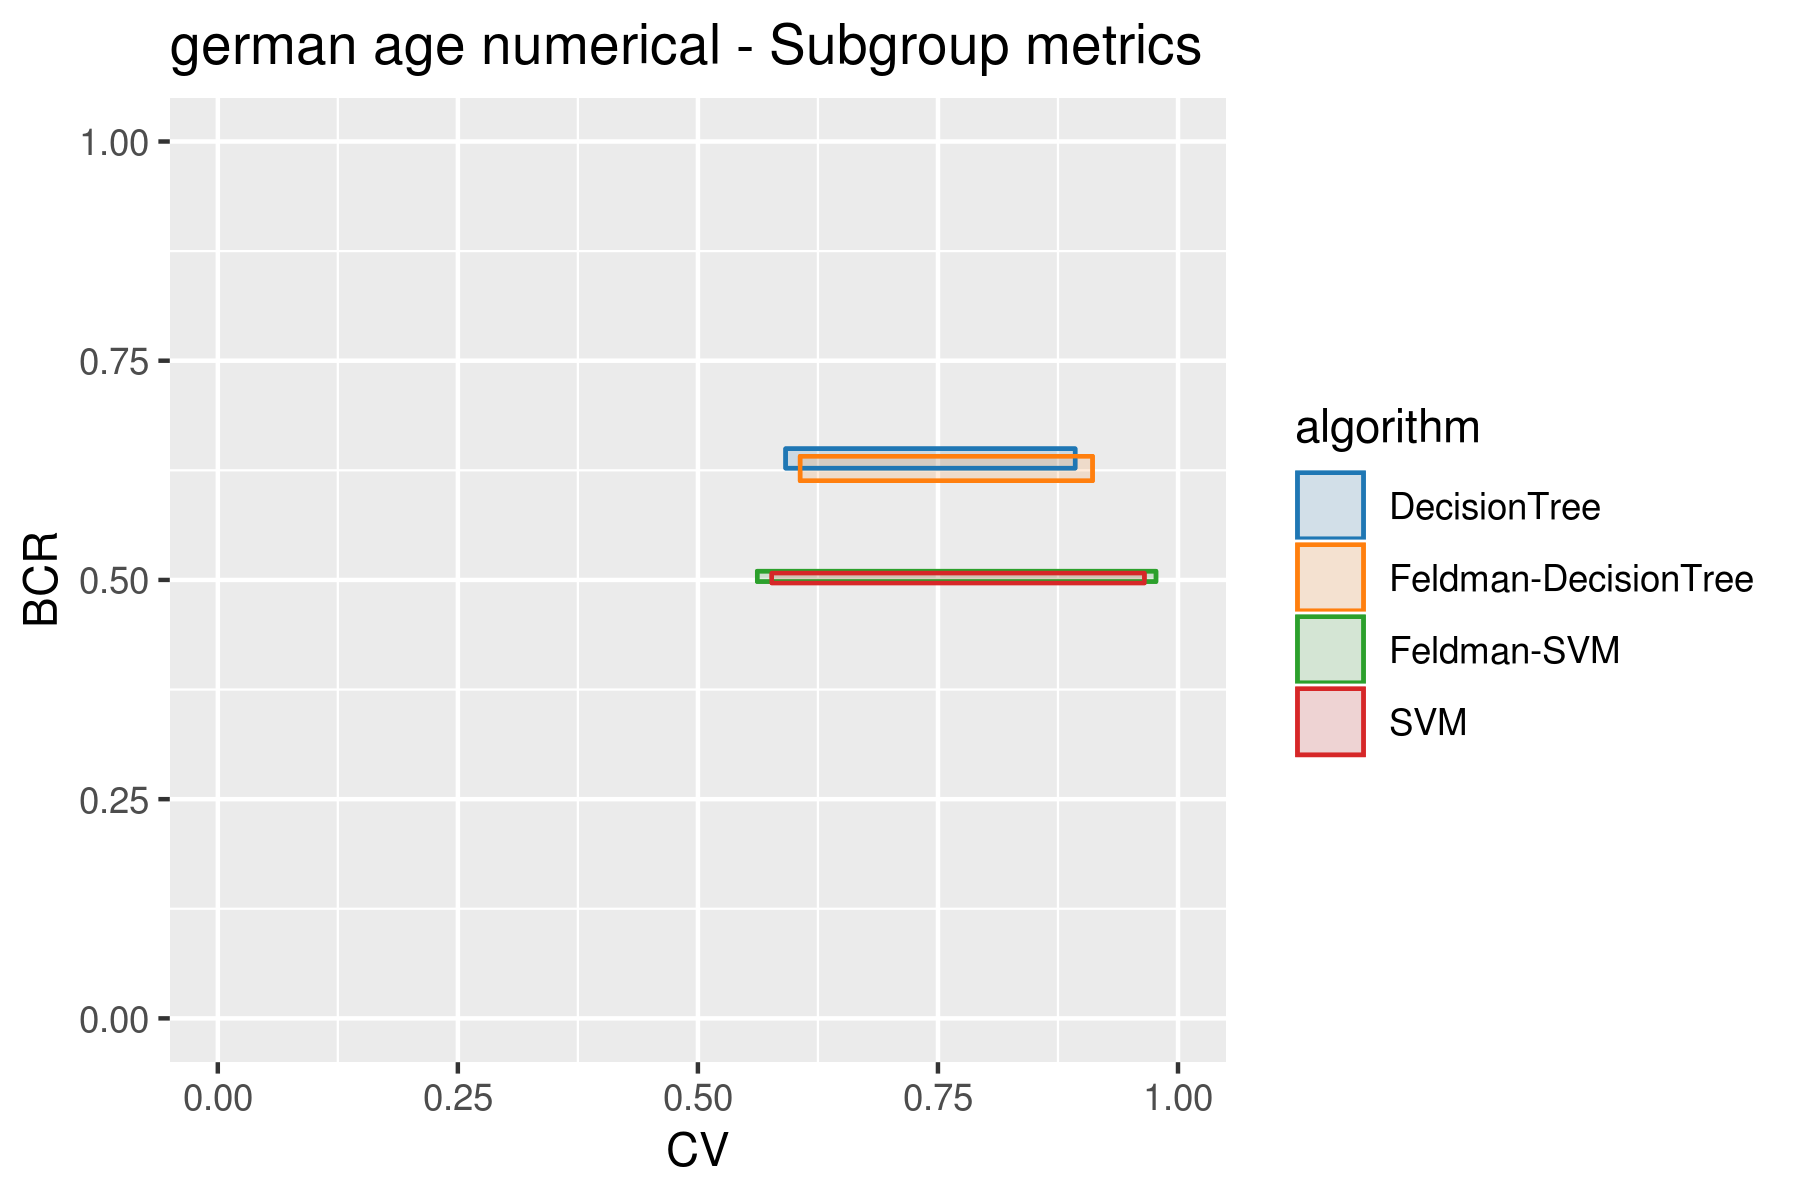 german age numerical - Subgroup metrics
1.00
0.75
0.50
0.25
0.00
BCR
0.00 0.25 0.50 0.75 1.00
CV
algorithm
DecisionTree
Feldman-DecisionTree
Feldman-SVM
SVM